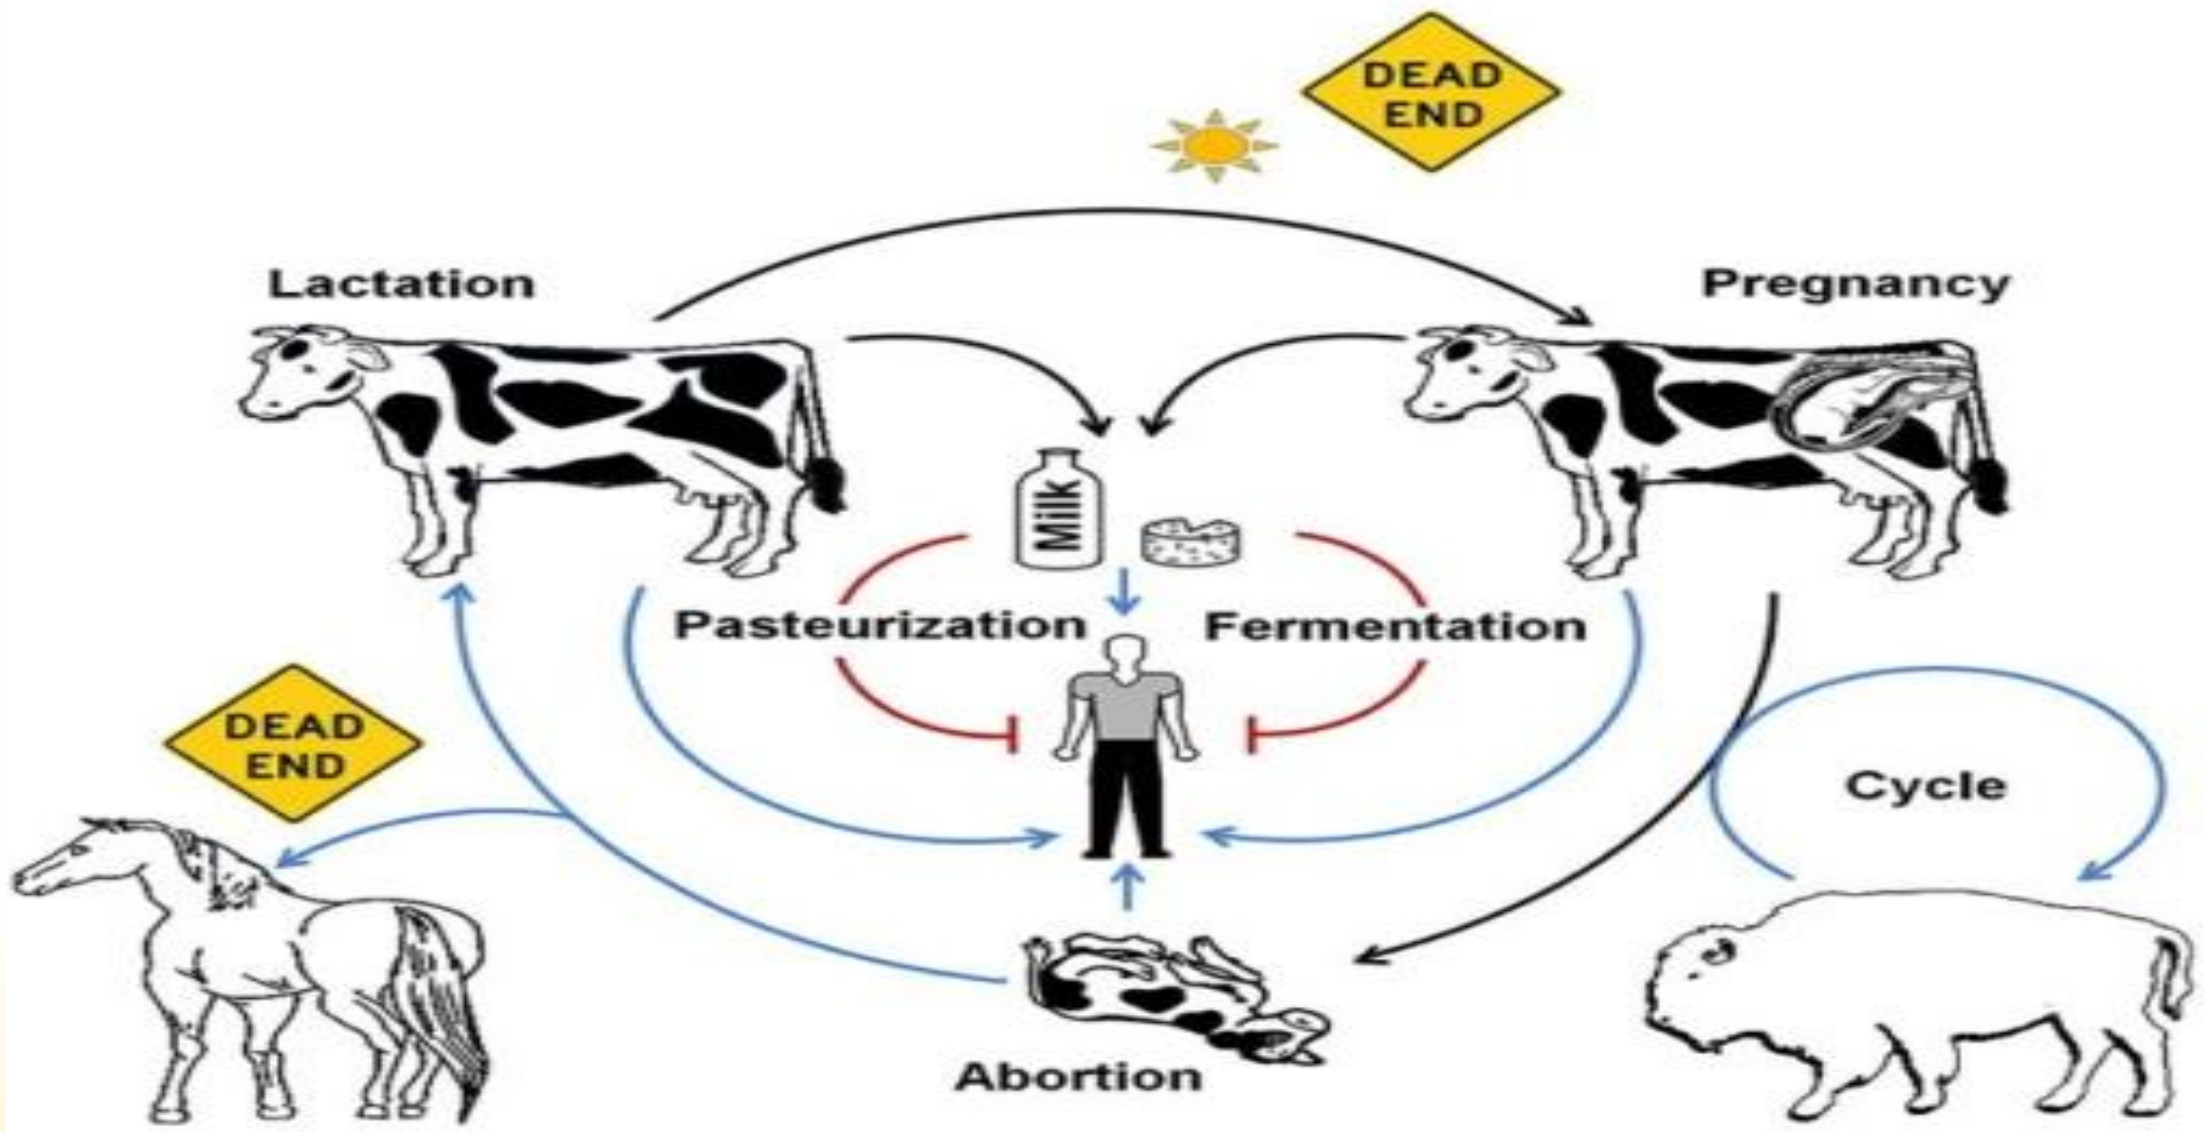 DEAD
END
Lactation
Pregnancy
Milk
Pasteurization
Fermentation
DEAD
END
Cycle
Abortion